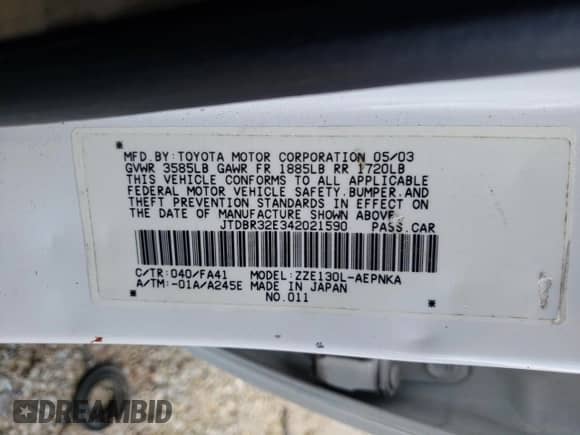 MFD.BY:TOYOTA MOTOR CORPORATION 05/03
GVWR 3585LB GAWR FR 1885LB RR 1720LB
THIS VEHICLE CONFORMS TO ALL APPLICABLE
FEDERAL MOTOR VEHICLE SAFETY,BUMPER,AND
THEFT PREVENTION STANDARDS IN EFFECT ON
THE DATE OF MANUFACTURE SHOWN ABOVE.
JTDBR32E342021590 PASS.CAR
C/TR:040/FA41 MODEL:ZZE130L-AEPNKA
A/TM:-01A/A245E MADE IN JAPAN
NO.011
DREAMBID